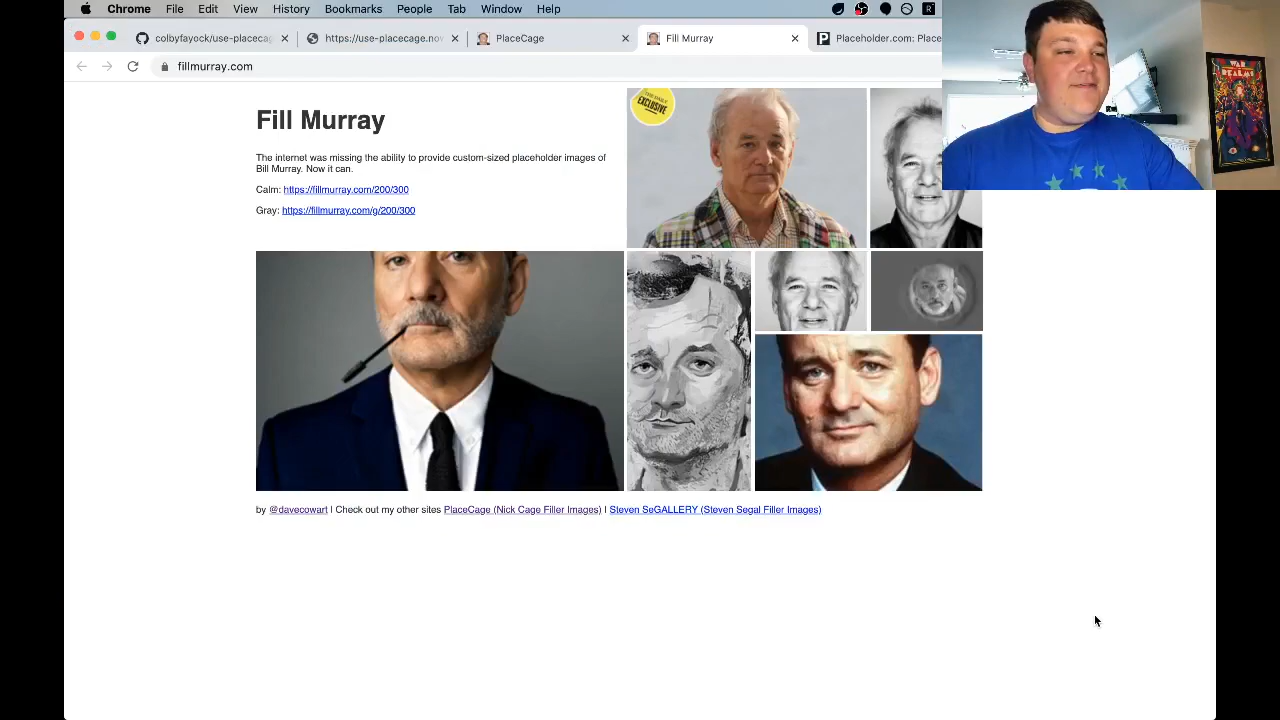 Chrome File Edit View History Bookmarks People Tab Window Help
colbyfayock/use-placecag
https://use-placecage.nov
PlaceCage
Fill Murray
Placeholder.com: Place
fillmurray.com
Fill Murray
EXCLUSIVE
The internet was missing the ability to provide custom-sized placeholder images of
Bill Murray. Now it can.
Calm: https://fillmurray.com/200/300
Gray: https://fillmurray.com/g/200/300
by @davecowart | Check out my other sites PlaceCage (Nick Cage Filler Images) | Steven SeGALLERY (Steven Segal Filler Images)
WAR
REALMS